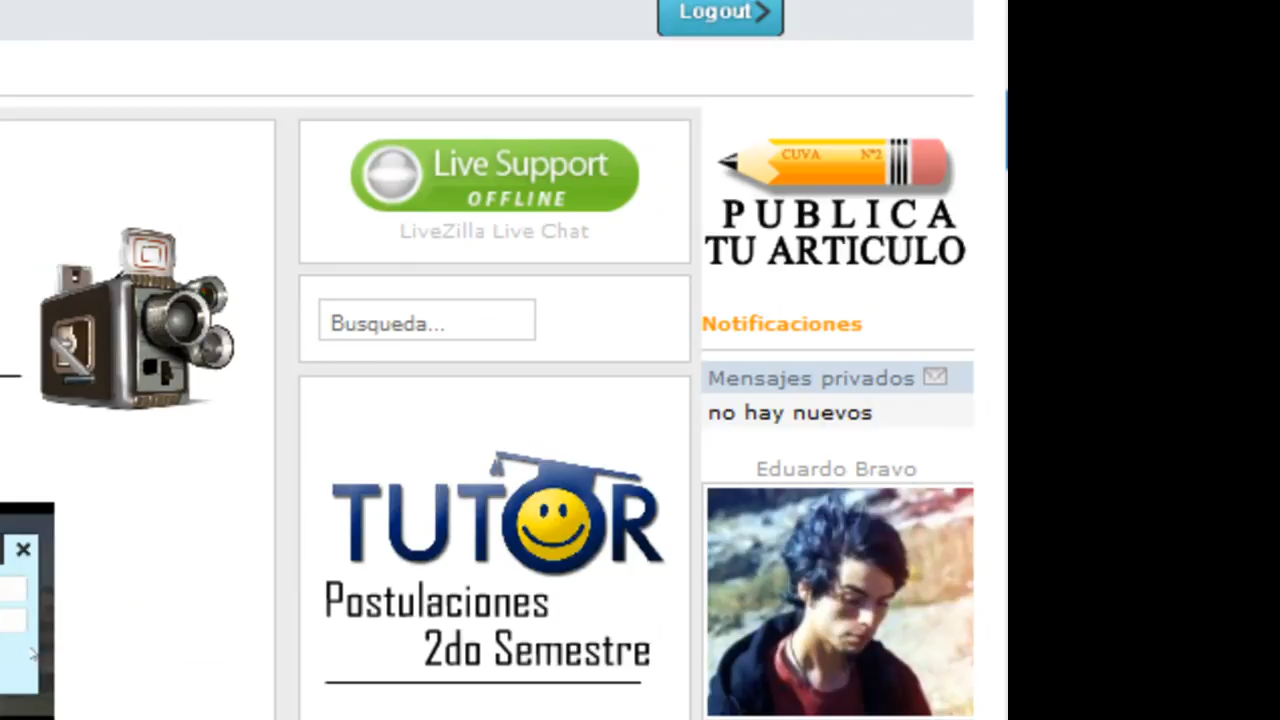 Logout
Live Support
OFFLINE
LiveZilla Live Chat
Busqueda...
TUTOR
Postulaciones
2do Semestre
CUVA N°2
PUBLICA
TU ARTICULO
Notificaciones
Mensajes privados
no hay nuevos
Eduardo Bravo